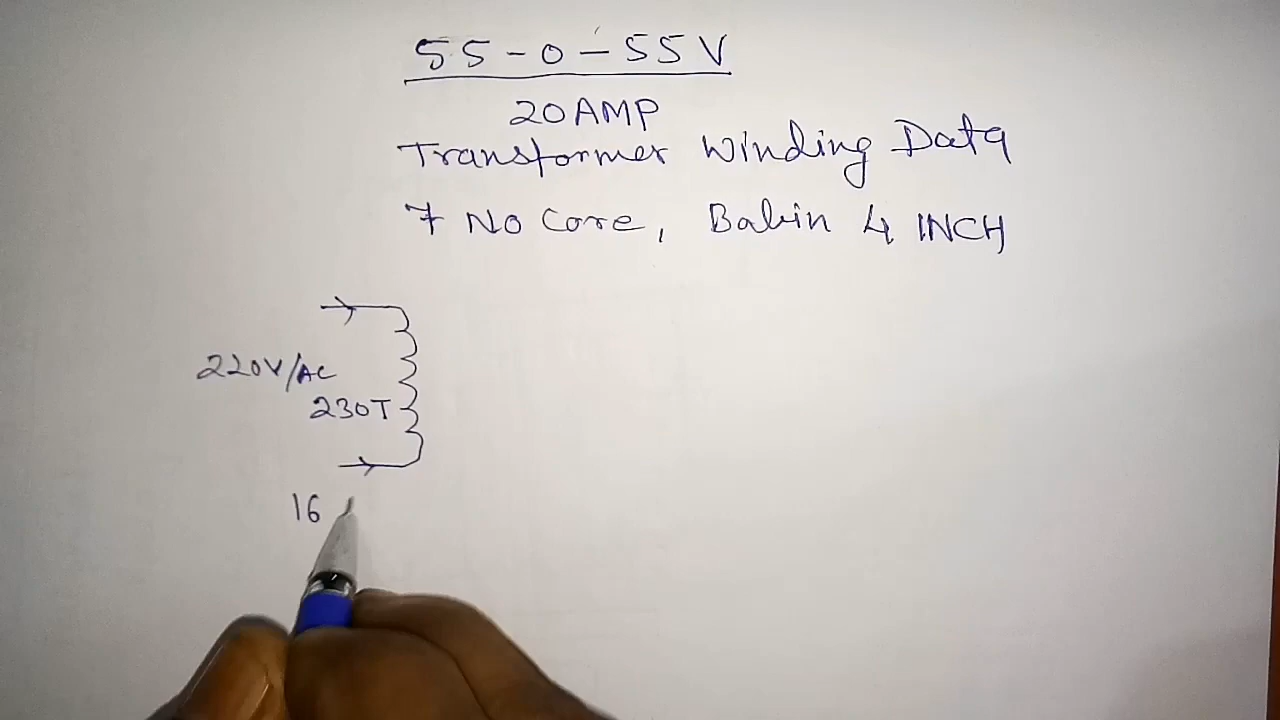 55-0-55V
20AMP
Transformer Winding Data
7 No Core, Babin 4 INCH
220V/AC
230T
16